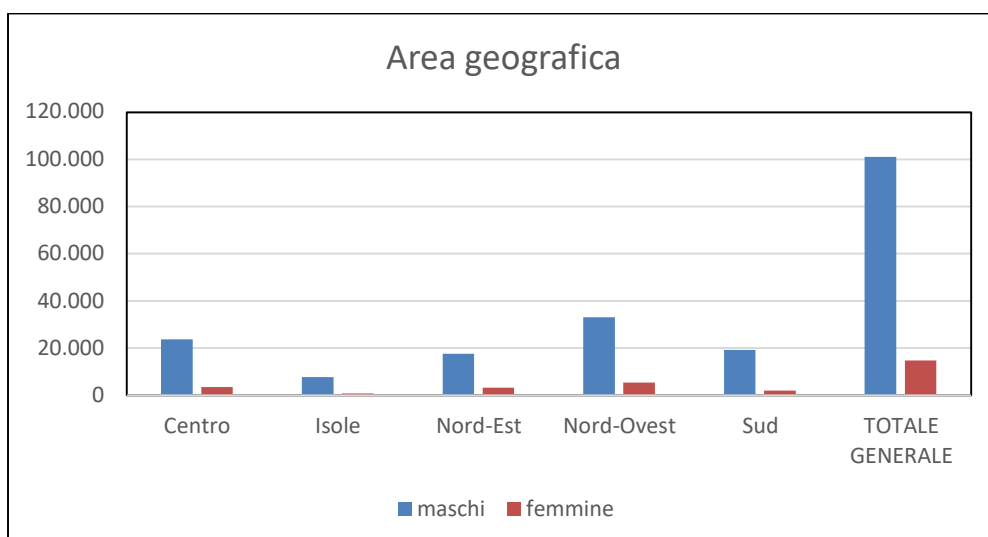 Area geografica
120.000
100.000
80.000
60.000
40.000
20.000
0
Centro
Isole
Nord-Est
Nord-Ovest
Sud
TOTALE
GENERALE
maschi
femmine